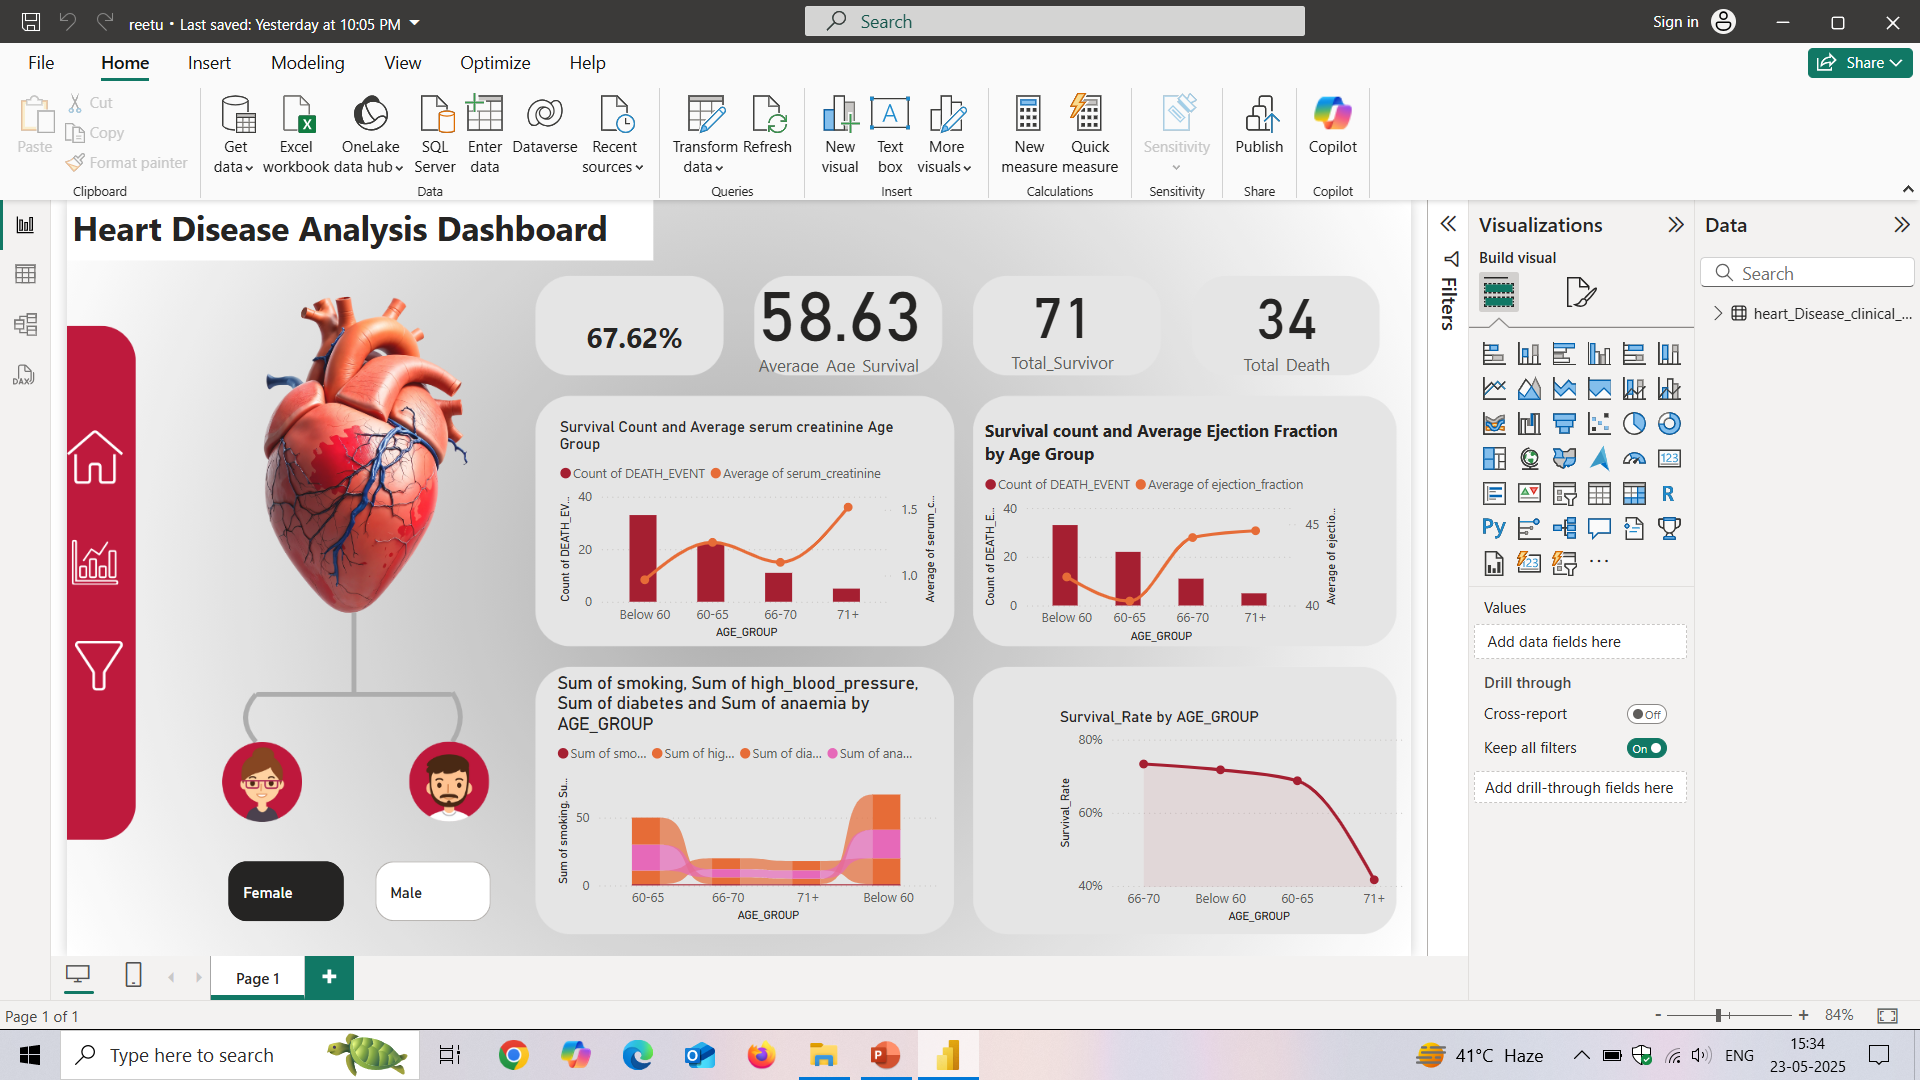 reetu • Last saved: Yesterday at 10:05 PM
Search
Sign in
File
Home
Insert
Modeling
View
Optimize
Help
Share
Paste
Cut
Copy
Format painter
Clipboard
Get data
Excel workbook
OneLake data hub
SQL Server
Enter data
Dataverse
Recent sources
Data
Transform data
Refresh
Queries
New visual
Text box
More visuals
Insert
New measure
Quick measure
Calculations
Sensitivity
Sensitivity
Publish
Share
Copilot
Copilot
Heart Disease Analysis Dashboard
67.62%
58.63
Average Age Survival
71
Total_Survivor
34
Total Death
Survival Count and Average serum creatinine Age
Group
Count of DEATH_EVENT Average of serum_creatinine
Count of DEATH_EV...
40
20
0
1.5
1.0
Average of serum_c...
Below 60 60-65 66-70 71+
AGE_GROUP
Survival count and Average Ejection Fraction
by Age Group
Count of DEATH_EVENT Average of ejection_fraction
Count of DEATH_E...
40
20
0
45
40
Average of ejectio...
Below 60 60-65 66-70 71+
AGE_GROUP
Sum of smoking, Sum of high_blood_pressure,
Sum of diabetes and Sum of anaemia by
AGE_GROUP
Sum of smo... Sum of hig... Sum of dia... Sum of ana...
Sum of smoking, Su...
50
0
60-65 66-70 71+ Below 60
AGE_GROUP
Survival_Rate by AGE_GROUP
Survival_Rate
80%
60%
40%
66-70 Below 60 60-65 71+
AGE_GROUP
Female
Male
Filters
Visualizations
Build visual
123
R
Py
123
Values
Add data fields here
Drill through
Cross-report
Off
Keep all filters
On
Add drill-through fields here
Data
Search
heart_Disease_clinical_...
DAX
Page 1
+
Page 1 of 1
- + 84%
Type here to search
41°C Haze
ENG
15:34
23-05-2025